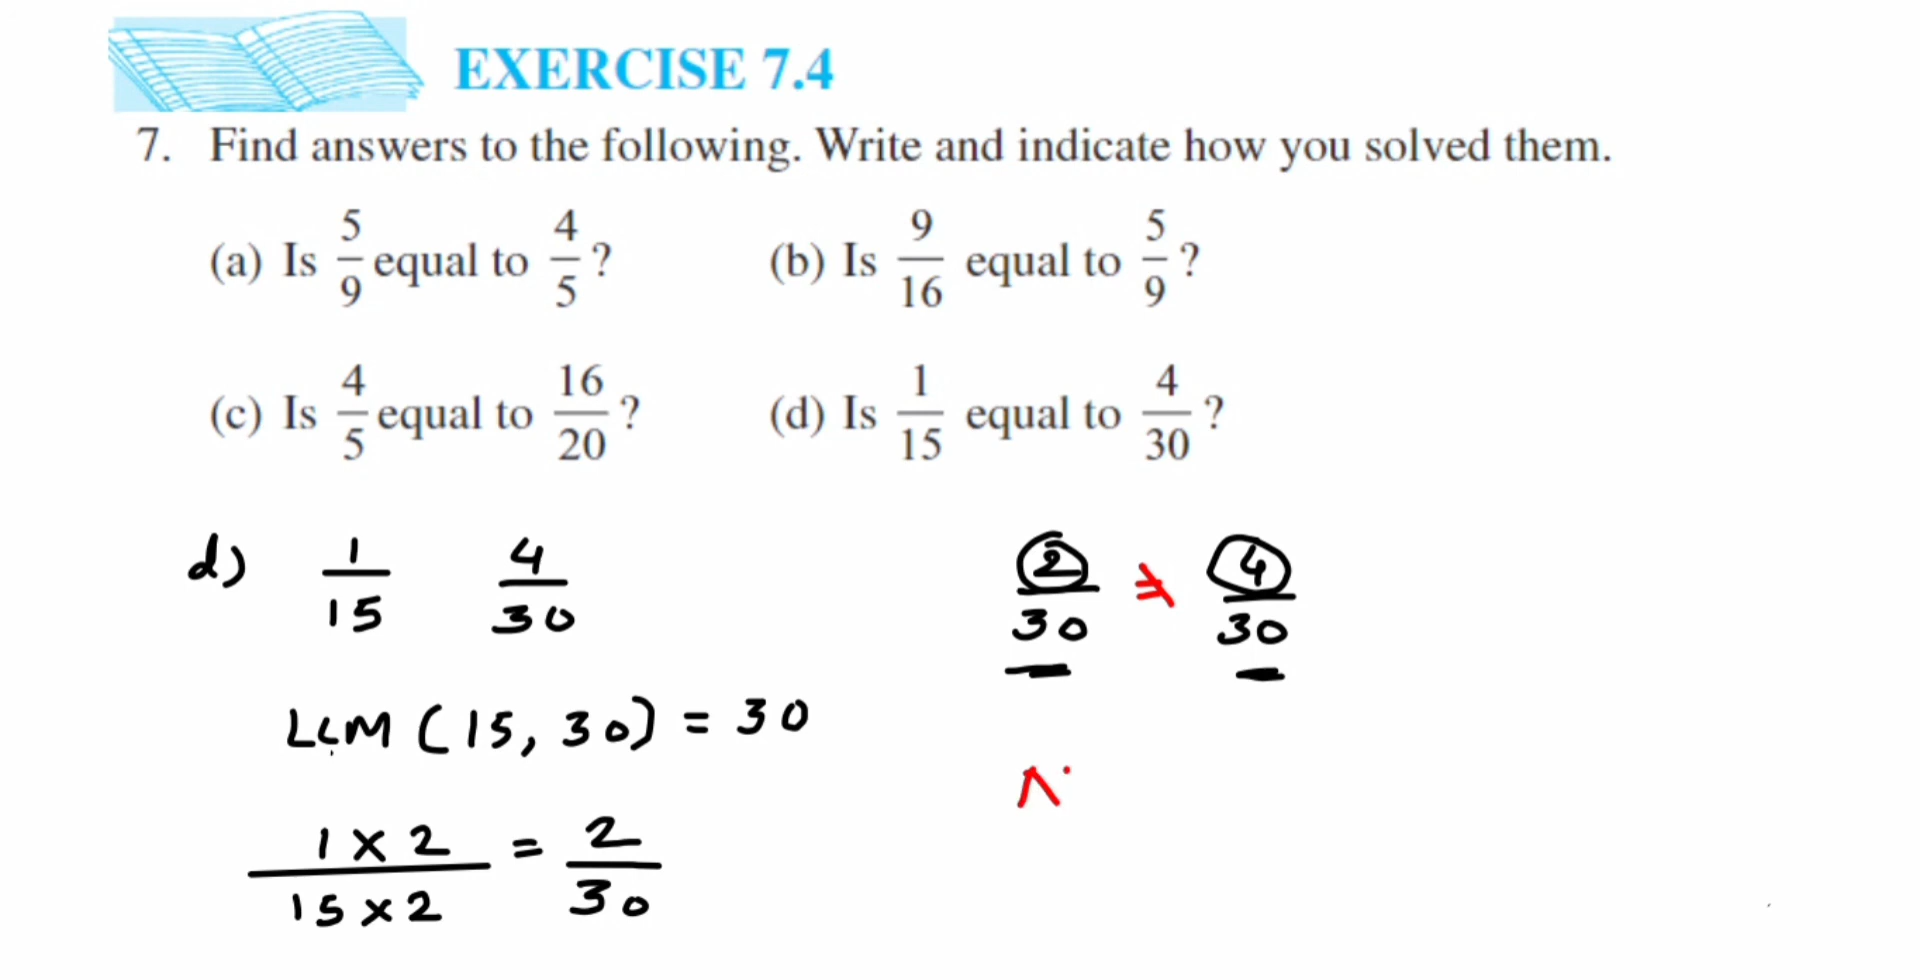 EXERCISE 7.4
7. Find answers to the following. Write and indicate how you solved them.
(a) Is 5/9 equal to 4/5 ? (b) Is 9/16 equal to 5/9 ?
(c) Is 4/5 equal to 16/20 ? (d) Is 1/15 equal to 4/30 ?
d) 1/15 4/30
2/30 ≠ 4/30
LCM (15, 30) = 30
1 × 2 / 15 × 2 = 2/30